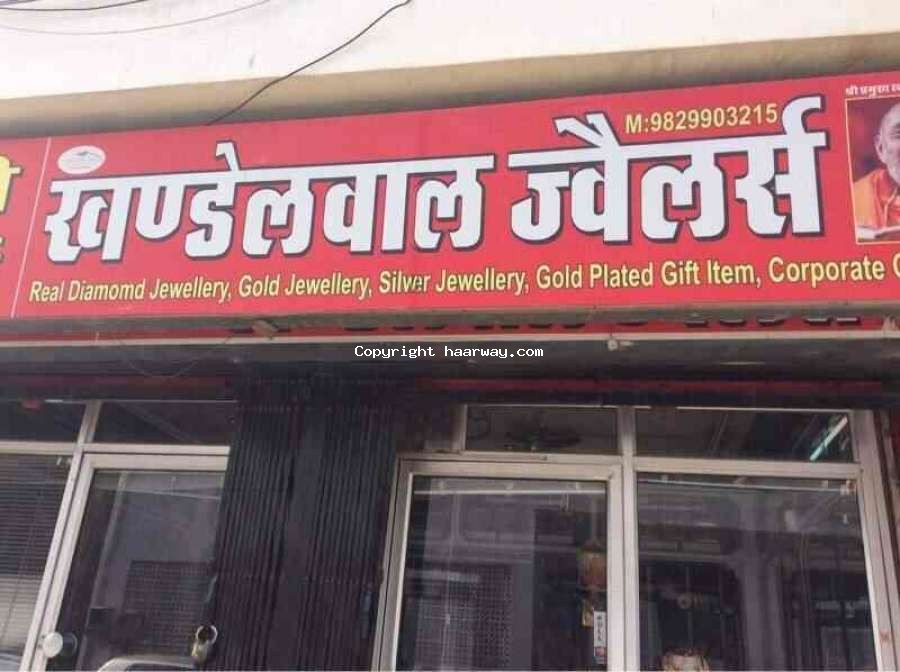 M:9829903215
खण्डेलवाल ज्वैलर्स
Real Diamomd Jewellery, Gold Jewellery, Silver Jewellery, Gold Plated Gift Item, Corporate
Copyright haarway.com